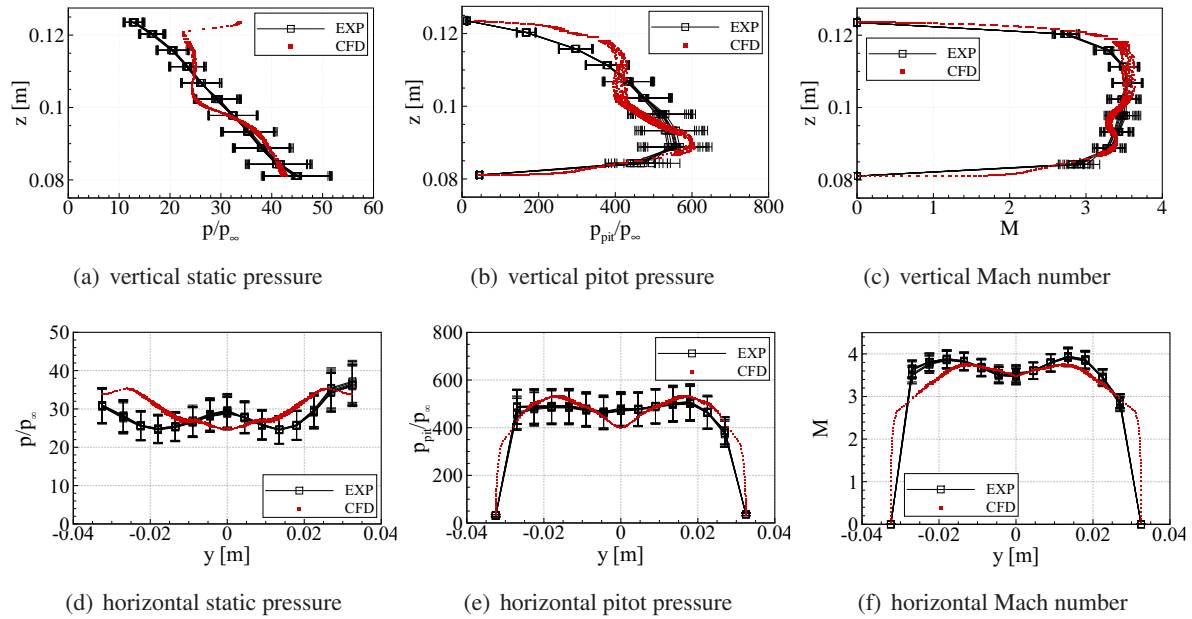 0.12
0.1
0.08
z [m]
0 10 20 30 40 50 60
p/p∞
EXP
CFD
(a) vertical static pressure
0.12
0.1
0.08
z [m]
0 200 400 600 800
p_pit/p∞
EXP
CFD
(b) vertical pitot pressure
0.12
0.1
0.08
z [m]
0 1 2 3 4
M
EXP
CFD
(c) vertical Mach number
50
40
30
20
10
0
p/p∞
-0.04 -0.02 0 0.02 0.04
y [m]
EXP
CFD
(d) horizontal static pressure
800
600
400
200
0
p_pit/p∞
-0.04 -0.02 0 0.02 0.04
y [m]
EXP
CFD
(e) horizontal pitot pressure
4
3
2
1
0
M
-0.04 -0.02 0 0.02 0.04
y [m]
EXP
CFD
(f) horizontal Mach number